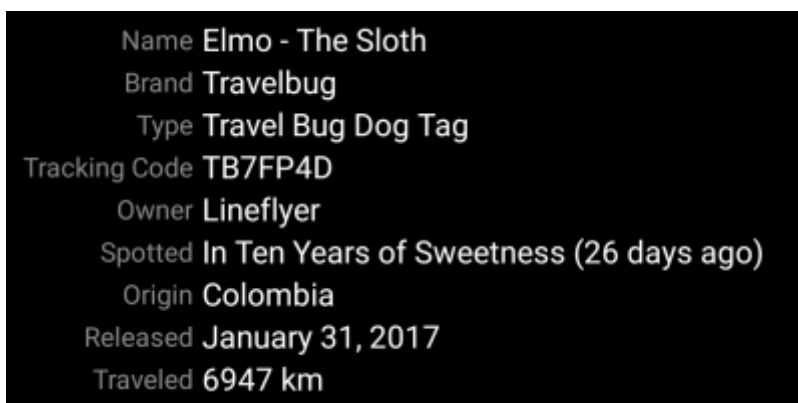 Name Elmo - The Sloth
Brand Travelbug
Type Travel Bug Dog Tag
Tracking Code TB7FP4D
Owner Lineflyer
Spotted In Ten Years of Sweetness (26 days ago)
Origin Colombia
Released January 31, 2017
Traveled 6947 km